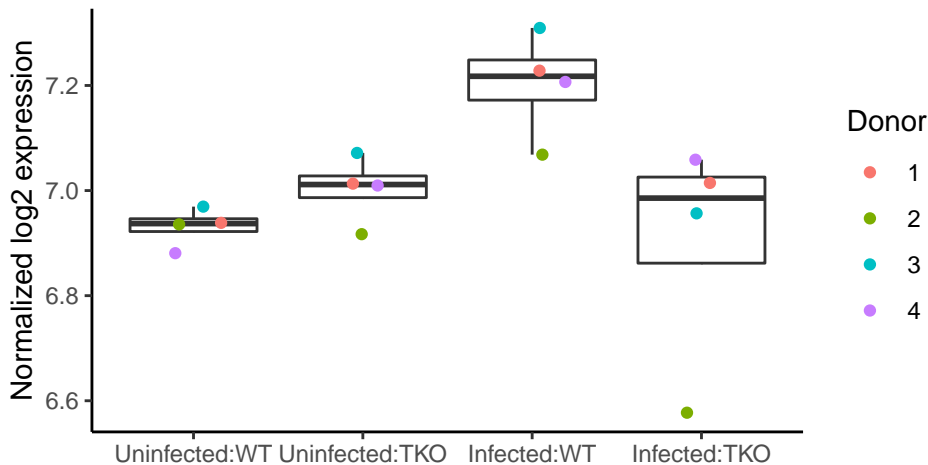 Normalized log2 expression
7.2
7.0
6.8
6.6
Uninfected:WT
Uninfected:TKO
Infected:WT
Infected:TKO
Donor
1
2
3
4